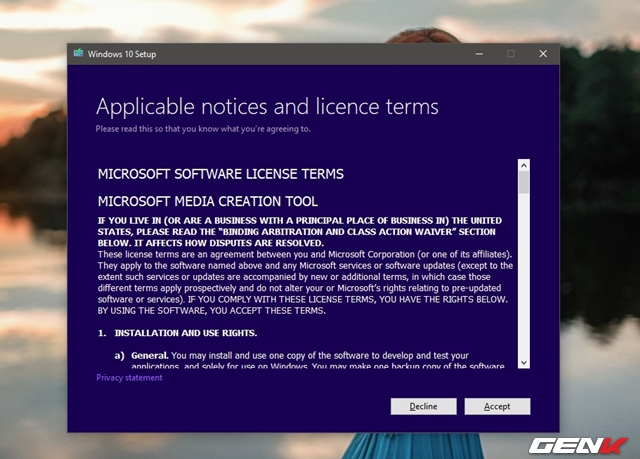 Windows 10 Setup
Applicable notices and licence terms
Please read this so that you know what you're agreeing to.
MICROSOFT SOFTWARE LICENSE TERMS
MICROSOFT MEDIA CREATION TOOL
IF YOU LIVE IN (OR ARE A BUSINESS WITH A PRINCIPAL PLACE OF BUSINESS IN) THE UNITED
STATES, PLEASE READ THE “BINDING ARBITRATION AND CLASS ACTION WAIVER” SECTION
BELOW. IT AFFECTS HOW DISPUTES ARE RESOLVED.
These license terms are an agreement between you and Microsoft Corporation (or one of its affiliates).
They apply to the software named above and any Microsoft services or software updates (except to the
extent such services or updates are accompanied by new or additional terms, in which case those
different terms apply prospectively and do not alter your or Microsoft’s rights relating to pre-updated
software or services). IF YOU COMPLY WITH THESE LICENSE TERMS, YOU HAVE THE RIGHTS BELOW.
BY USING THE SOFTWARE, YOU ACCEPT THESE TERMS.
1. INSTALLATION AND USE RIGHTS.
a) General. You may install and use one copy of the software to develop and test your
applications, and solely for use on Windows. You may make one backup copy of the software
Privacy statement
Decline
Accept
GENK